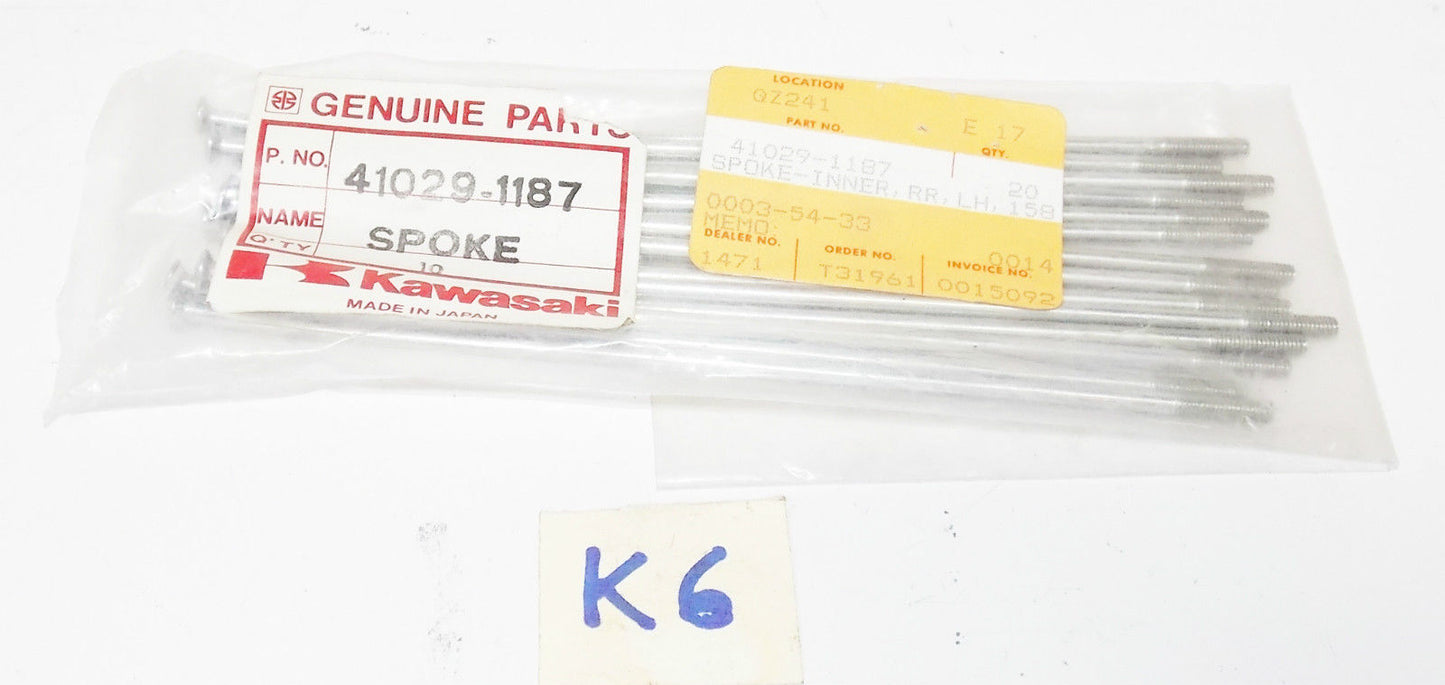 GENUINE PARTS
P. NO. 41029-1187
NAME SPOKE
Q'TY 10
Kawasaki
MADE IN JAPAN
LOCATION
QZ241 E 17
PART NO. QTY.
41029-1187 20
SPOKE-INNER,RR,LH,158
0003-54-33
MEMO: 0014
DEALER NO. ORDER NO. INVOICE NO.
1471 T31961 0015092
K6